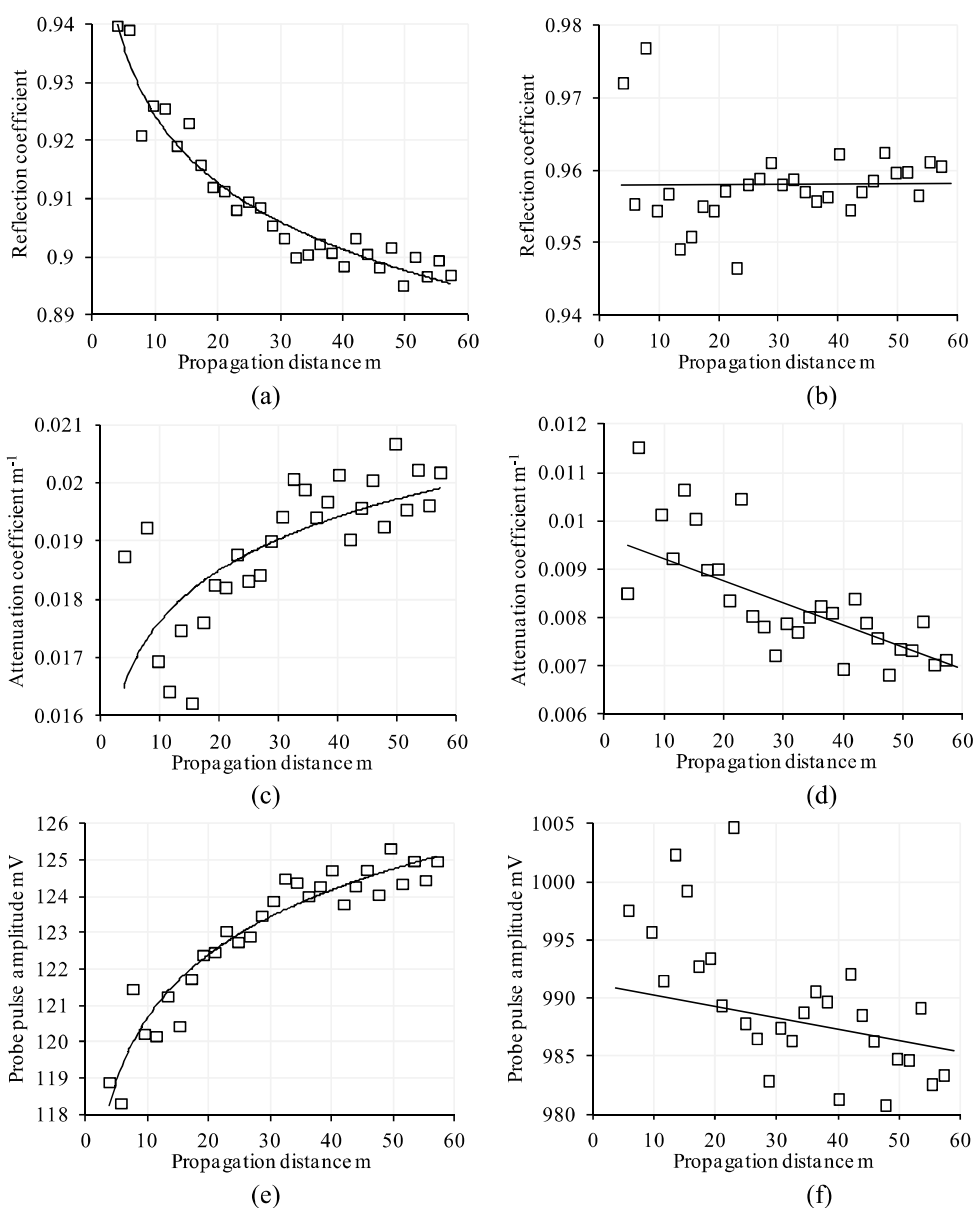 0.94
0.93
0.92
0.91
0.9
0.89
Reflection coefficient
0 10 20 30 40 50 60
Propagation distance m
(a)
0.98
0.97
0.96
0.95
0.94
Reflection coefficient
0 10 20 30 40 50 60
Propagation distance m
(b)
0.021
0.02
0.019
0.018
0.017
0.016
Attenuation coefficient m⁻¹
0 10 20 30 40 50 60
Propagation distance m
(c)
0.012
0.011
0.01
0.009
0.008
0.007
0.006
Attenuation coefficient m⁻¹
0 10 20 30 40 50 60
Propagation distance m
(d)
126
125
124
123
122
121
120
119
118
Probe pulse amplitude mV
0 10 20 30 40 50 60
Propagation distance m
(e)
1005
1000
995
990
985
980
Probe pulse amplitude mV
0 10 20 30 40 50 60
Propagation distance m
(f)